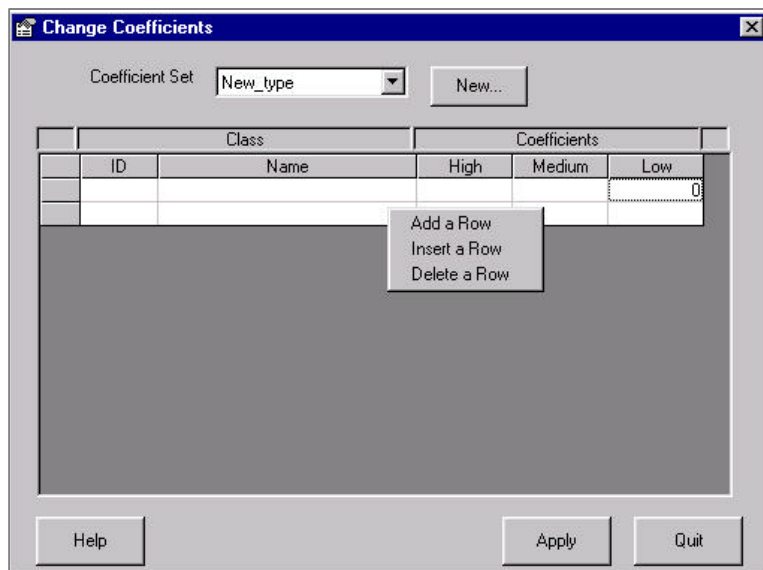 Change Coefficients
Coefficient Set New_type New...
Class Coefficients
ID Name High Medium Low
0
Add a Row
Insert a Row
Delete a Row
Help Apply Quit